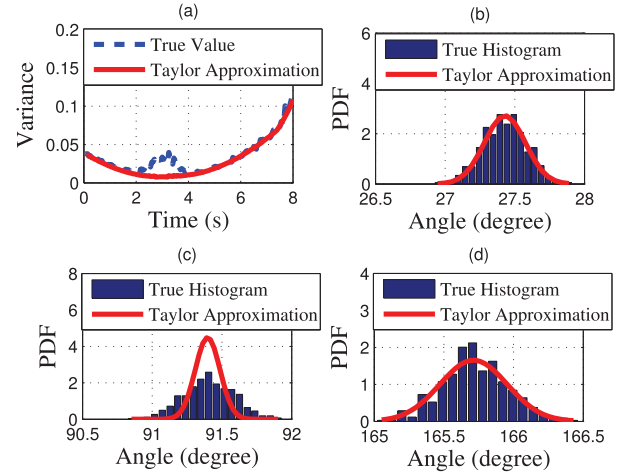 (a)
0.2
0.15
0.1
0.05
0
Variance
True Value
Taylor Approximation
0 2 4 6 8
Time (s)
(b)
6
4
2
0
PDF
True Histogram
Taylor Approximation
26.5 27 27.5 28
Angle (degree)
(c)
8
6
4
2
0
PDF
True Histogram
Taylor Approximation
90.5 91 91.5 92
Angle (degree)
(d)
4
3
2
1
0
PDF
True Histogram
Taylor Approximation
165 165.5 166 166.5
Angle (degree)